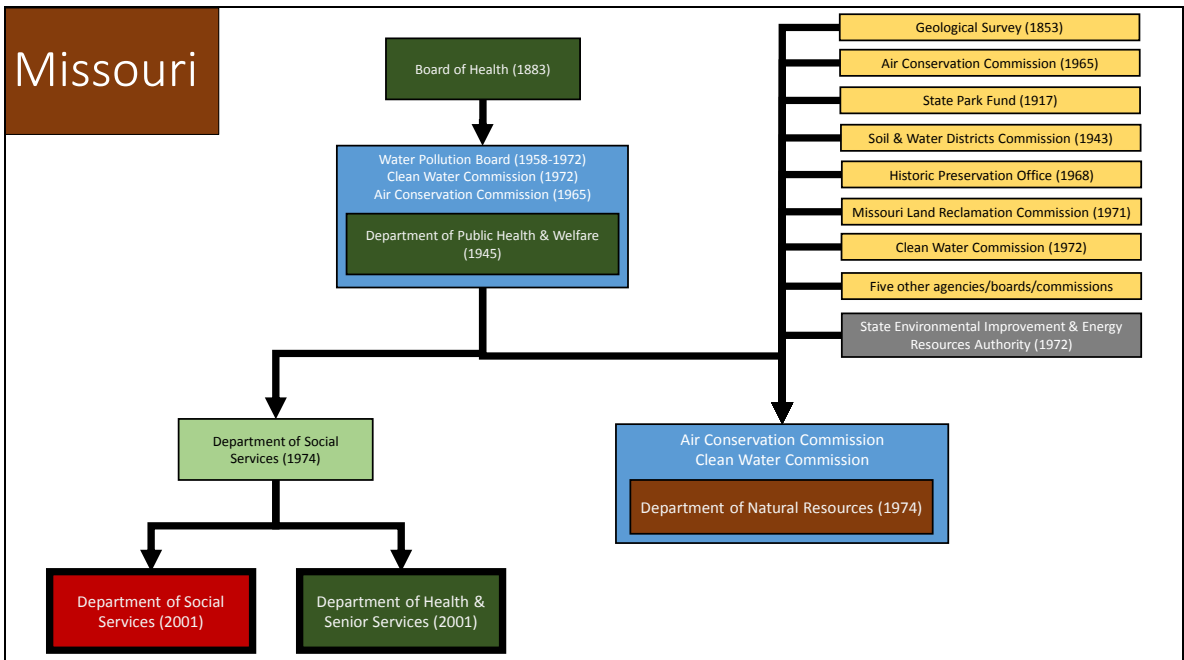 Missouri
Board of Health (1883)
Water Pollution Board (1958-1972)
Clean Water Commission (1972)
Air Conservation Commission (1965)
Department of Public Health & Welfare
(1945)
Geological Survey (1853)
Air Conservation Commission (1965)
State Park Fund (1917)
Soil & Water Districts Commission (1943)
Historic Preservation Office (1968)
Missouri Land Reclamation Commission (1971)
Clean Water Commission (1972)
Five other agencies/boards/commissions
State Environmental Improvement & Energy
Resources Authority (1972)
Department of Social
Services (1974)
Air Conservation Commission
Clean Water Commission
Department of Natural Resources (1974)
Department of Social
Services (2001)
Department of Health &
Senior Services (2001)